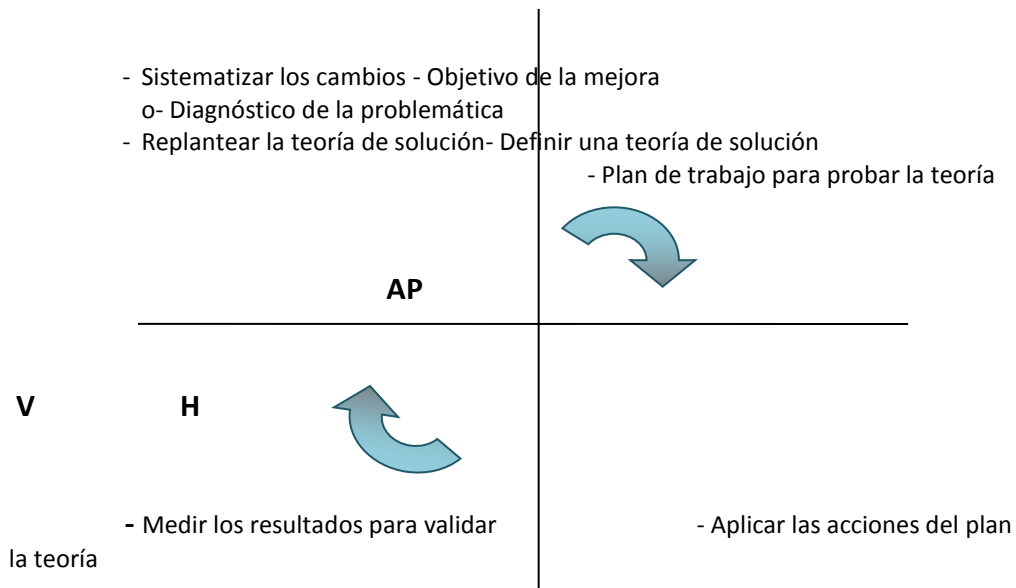 - Sistematizar los cambios - Objetivo de la mejora
o- Diagnóstico de la problemática
- Replantear la teoría de solución- Definir una teoría de solución
- Plan de trabajo para probar la teoría
AP
V H
- Medir los resultados para validar - Aplicar las acciones del plan
la teoría